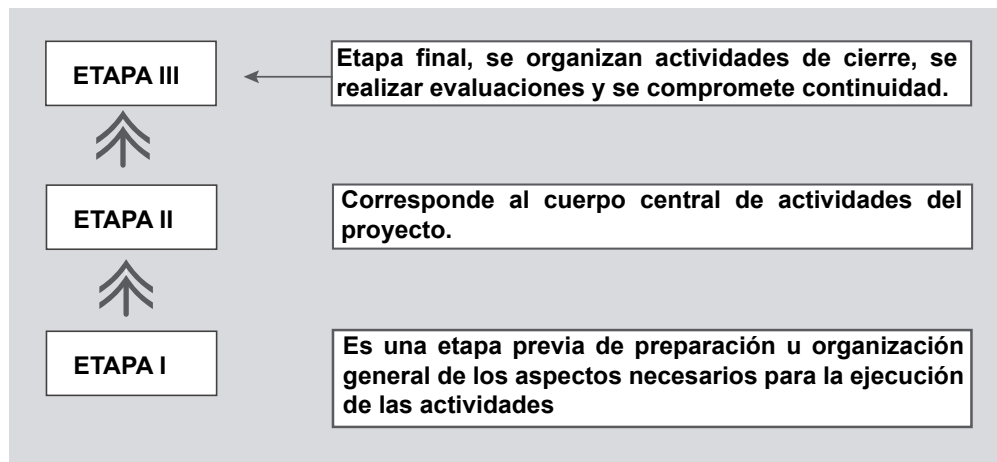 ETAPA III
Etapa final, se organizan actividades de cierre, se
realizar evaluaciones y se compromete continuidad.
ETAPA II
Corresponde al cuerpo central de actividades del
proyecto.
ETAPA I
Es una etapa previa de preparación u organización
general de los aspectos necesarios para la ejecución
de las actividades